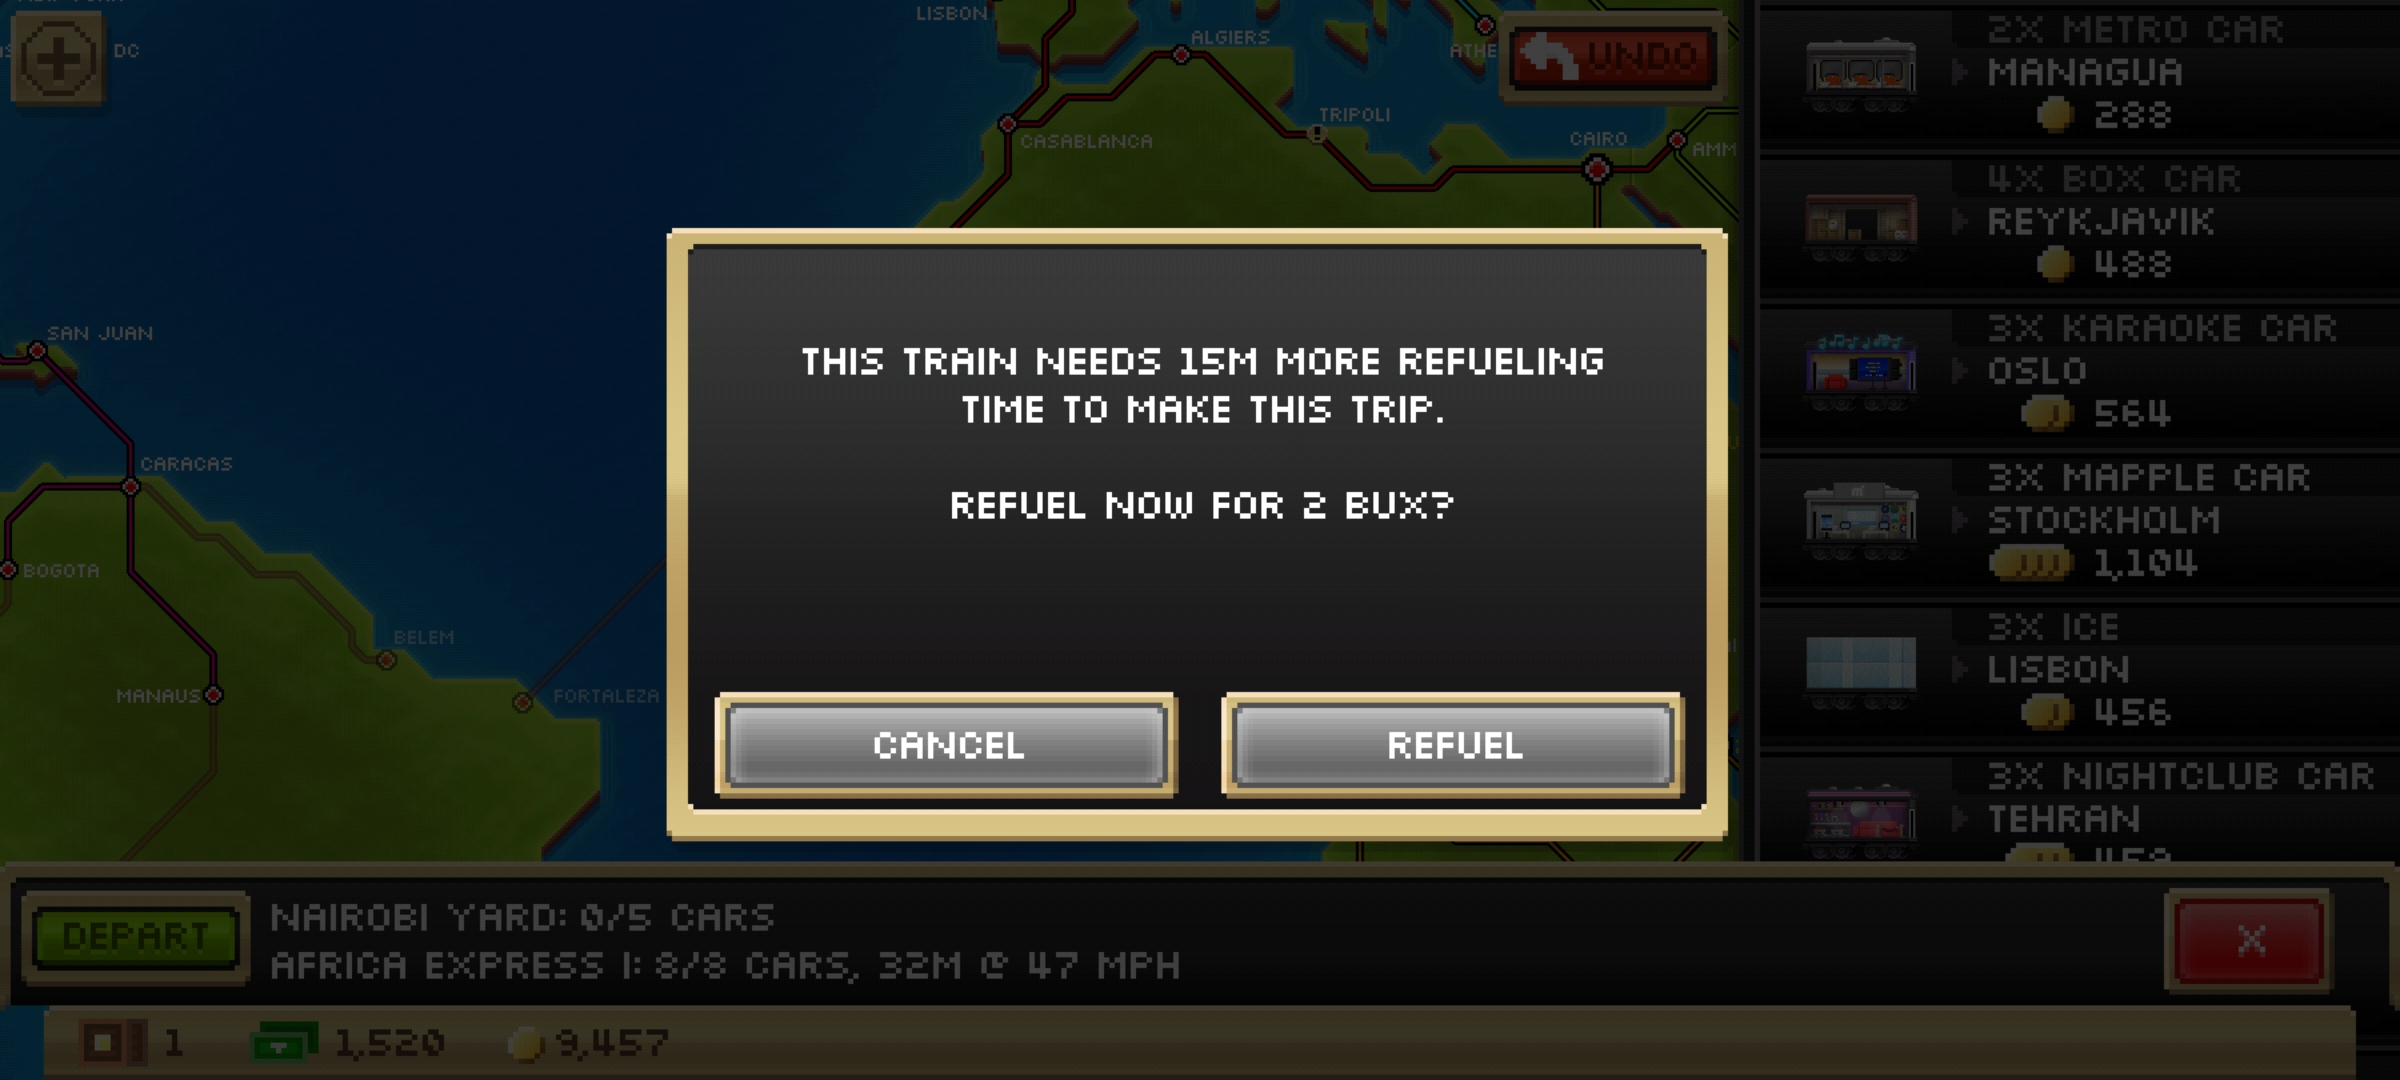 LISBON
DC
ALGIERS
ATHE
UNDO
CASABLANCA
TRIPOLI
CAIRO
AMM
SAN JUAN
CARACAS
BOGOTA
BELEM
MANAUS
FORTALEZA
THIS TRAIN NEEDS 15M MORE REFUELING
TIME TO MAKE THIS TRIP.
REFUEL NOW FOR 2 BUX?
CANCEL
REFUEL
2X METRO CAR
MANAGUA
288
4X BOX CAR
REYKJAVIK
488
3X KARAOKE CAR
OSLO
564
3X MAPPLE CAR
STOCKHOLM
1,104
3X ICE
LISBON
456
3X NIGHTCLUB CAR
TEHRAN
DEPART
NAIROBI YARD: 0/5 CARS
AFRICA EXPRESS I: 8/8 CARS, 32M @ 47 MPH
X
1
1,520
9,457